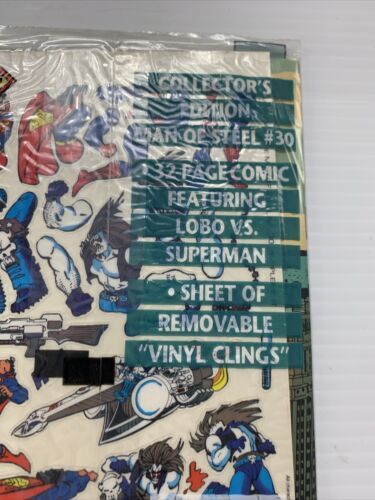 COLLECTOR'S
EDITION
MAN OF STEEL #30
• 32 PAGE COMIC
FEATURING
LOBO VS.
SUPERMAN
• SHEET OF
REMOVABLE
"VINYL CLINGS"